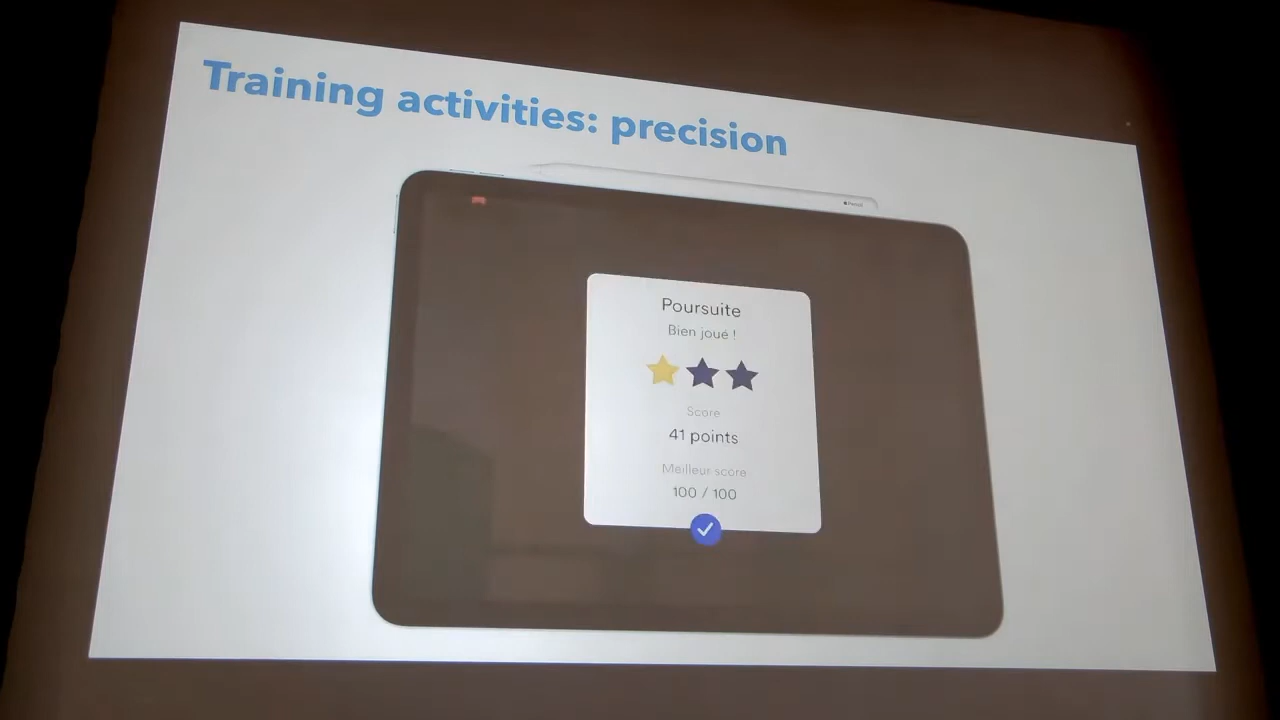 Training activities: precision
Poursuite
Bien joué !
Score
41 points
Meilleur score
100 / 100